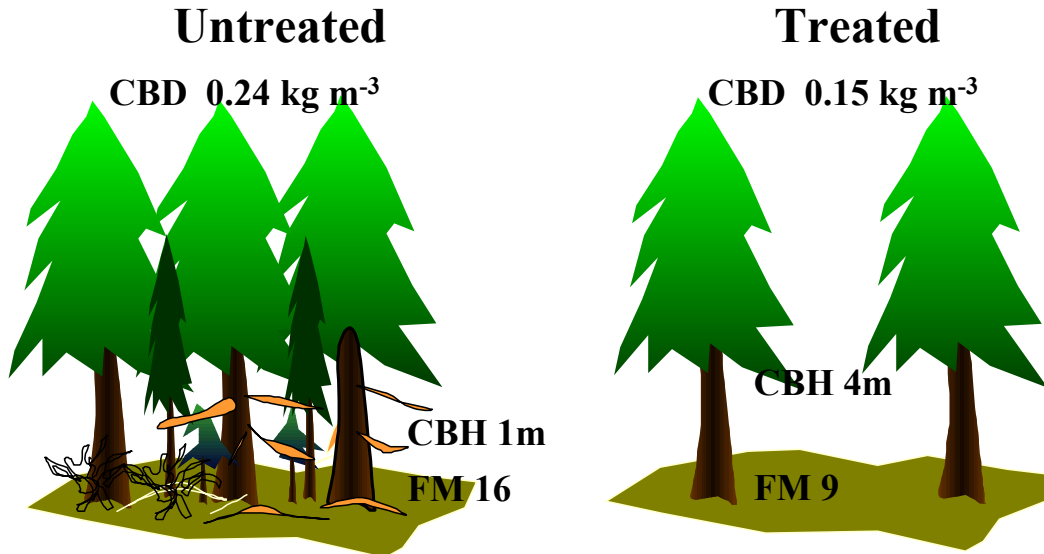 Untreated
CBD 0.24 kg m⁻³
CBH 1m
FM 16
Treated
CBD 0.15 kg m⁻³
CBH 4m
FM 9